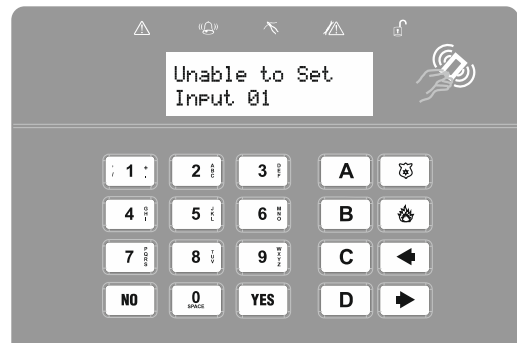 Unable to Set
Input 01
' 1 +
/ .
2 A B C
3 D E F
A
4 G H I
5 J K L
6 M N O
B
7 P Q R S
8 T U V
9 W X Y Z
C
NO
0
SPACE
YES
D